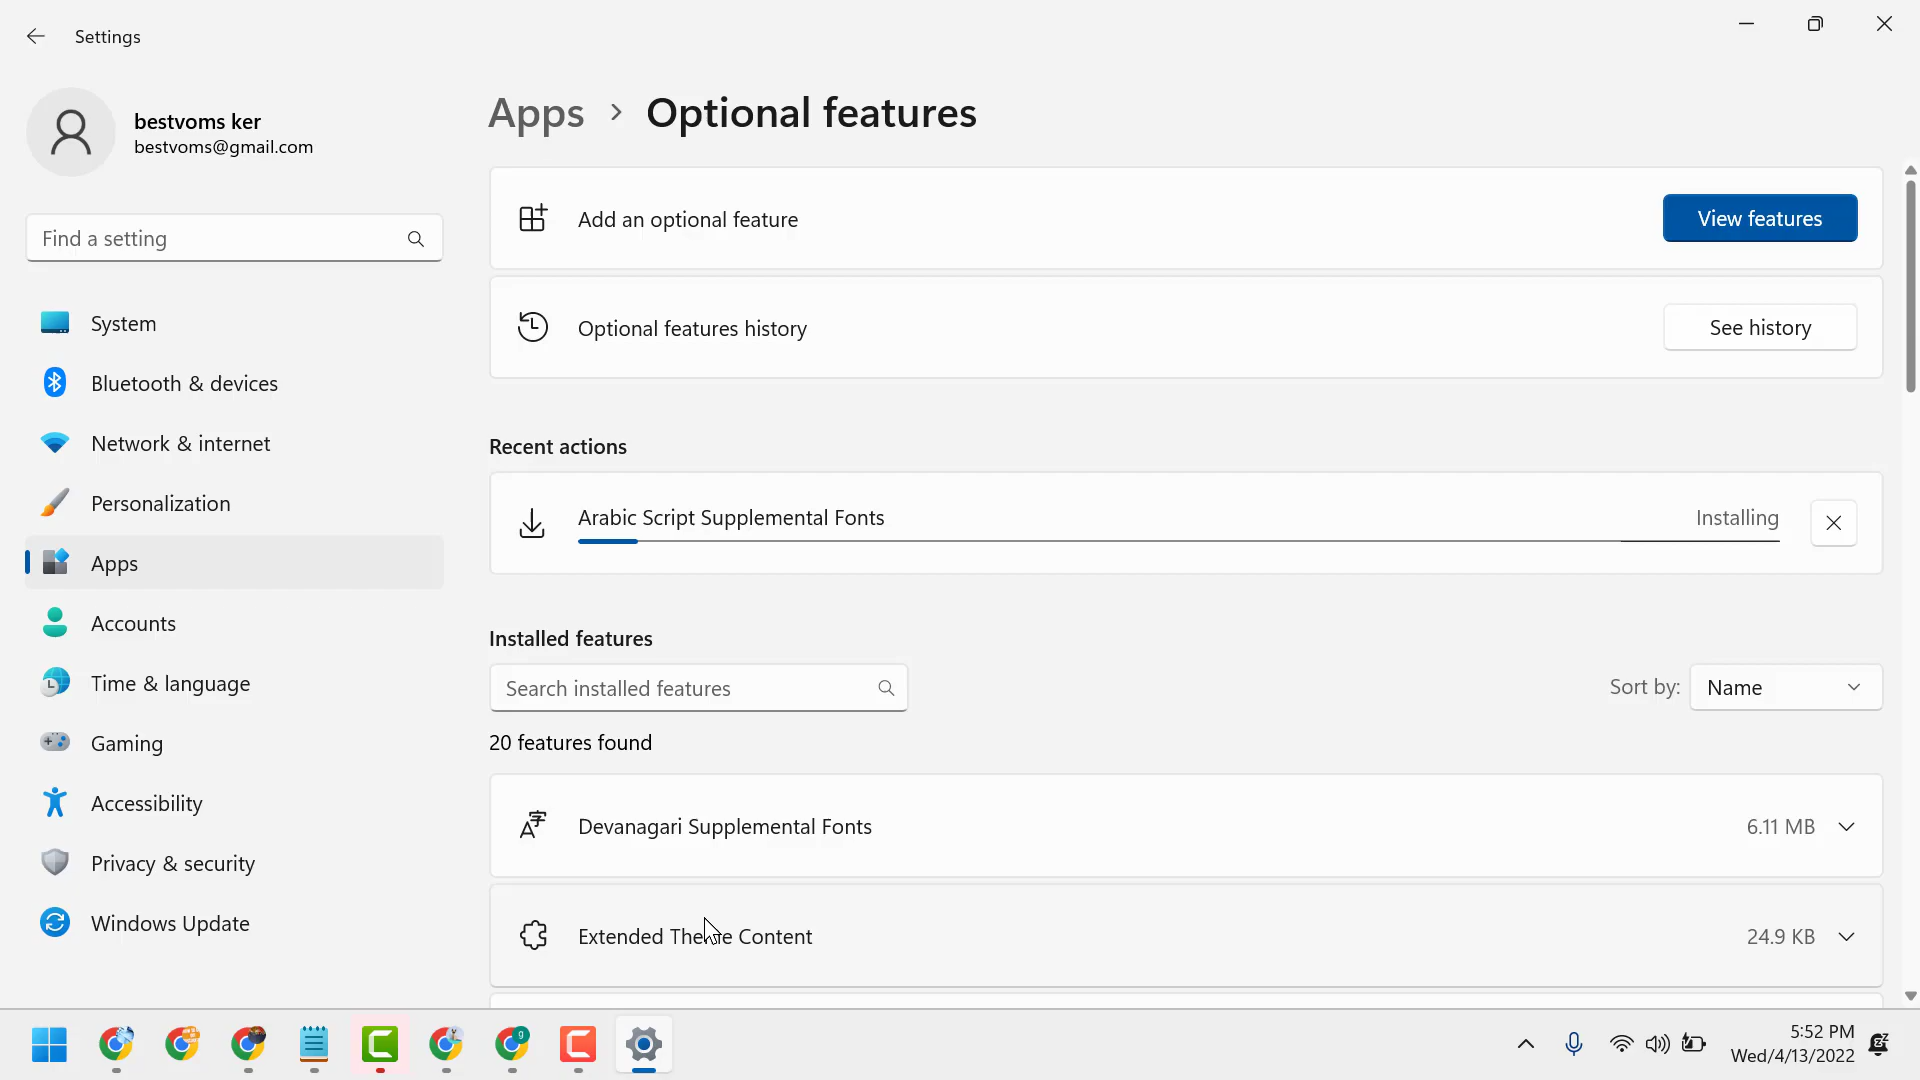 Settings
bestvoms ker
bestvoms@gmail.com
Find a setting
System
Bluetooth & devices
Network & internet
Personalization
Apps
Accounts
Time & language
Gaming
Accessibility
Privacy & security
Windows Update
Apps > Optional features
Add an optional feature
View features
Optional features history
See history
Recent actions
Arabic Script Supplemental Fonts
Installing
Installed features
Search installed features
Sort by: Name
20 features found
Devanagari Supplemental Fonts
6.11 MB
Extended Theme Content
24.9 KB
5:52 PM
Wed/4/13/2022